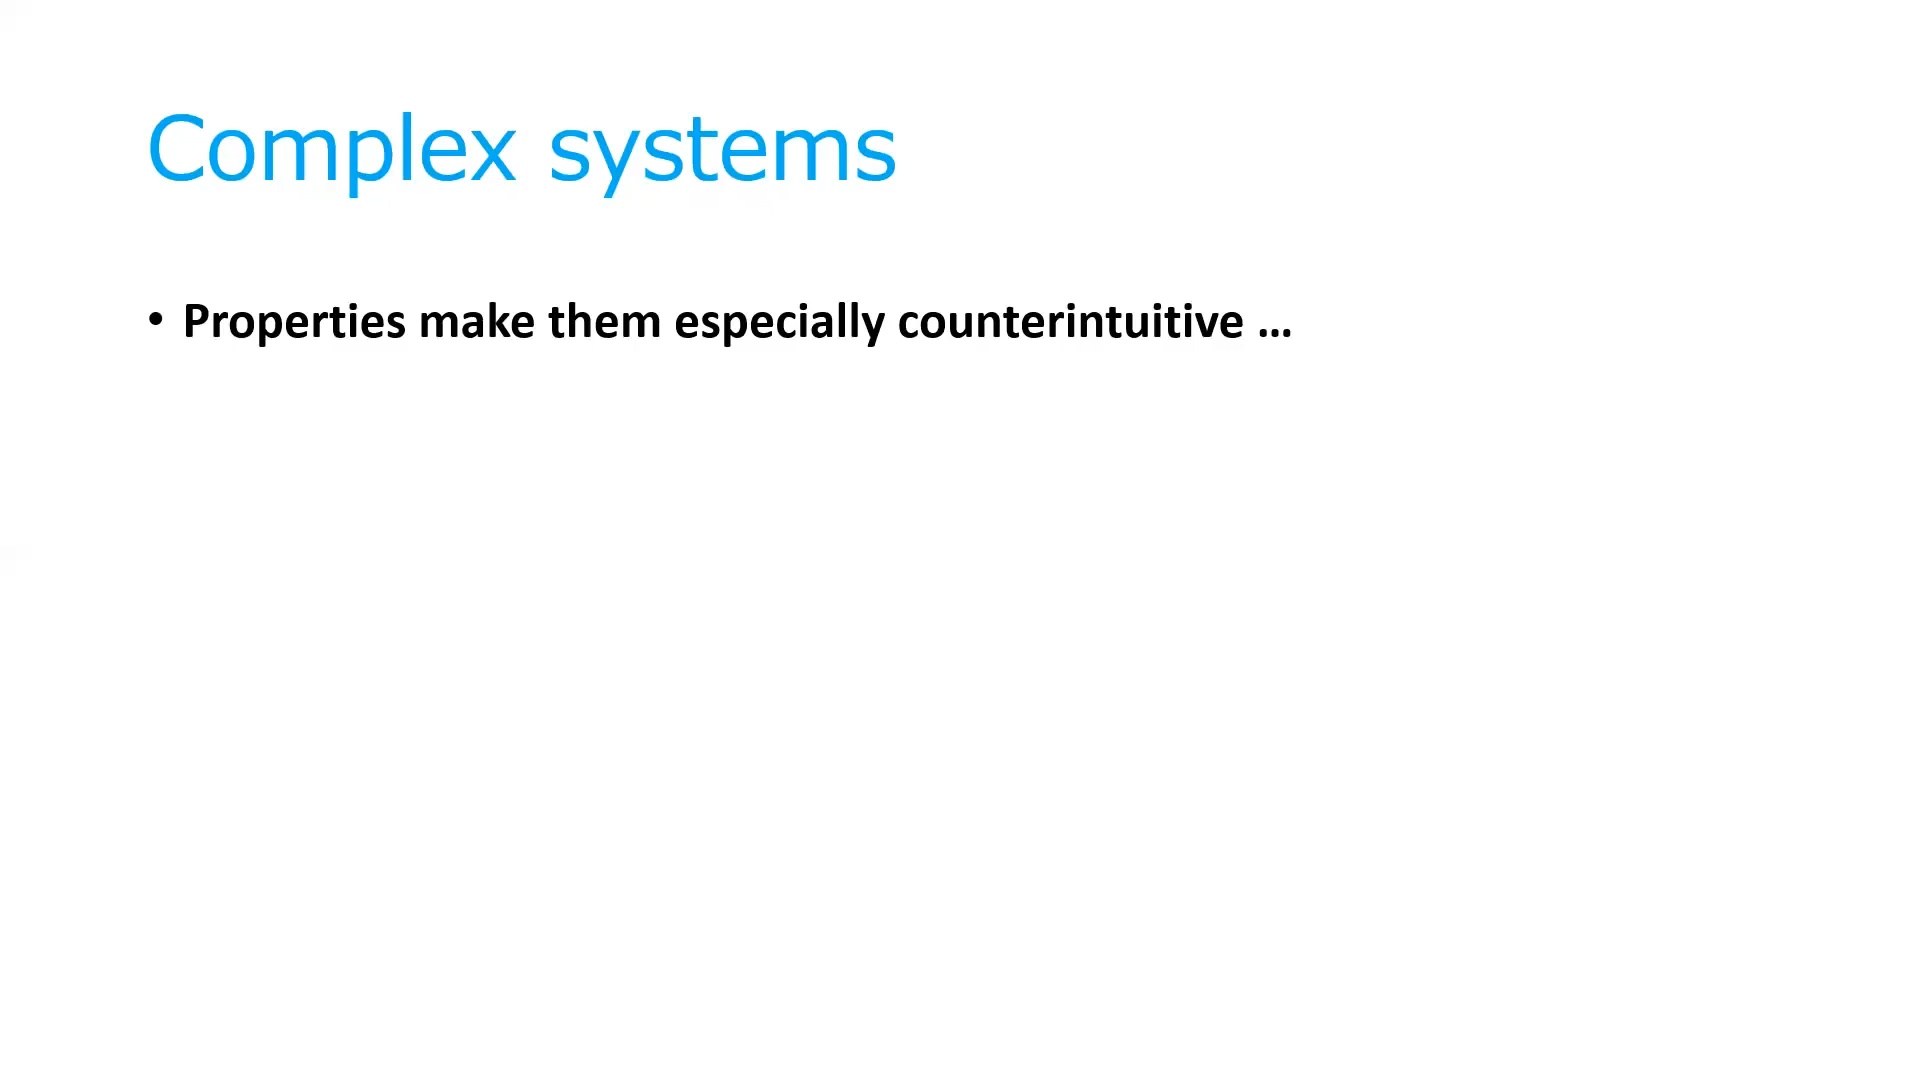 Complex systems
• Properties make them especially counterintuitive …